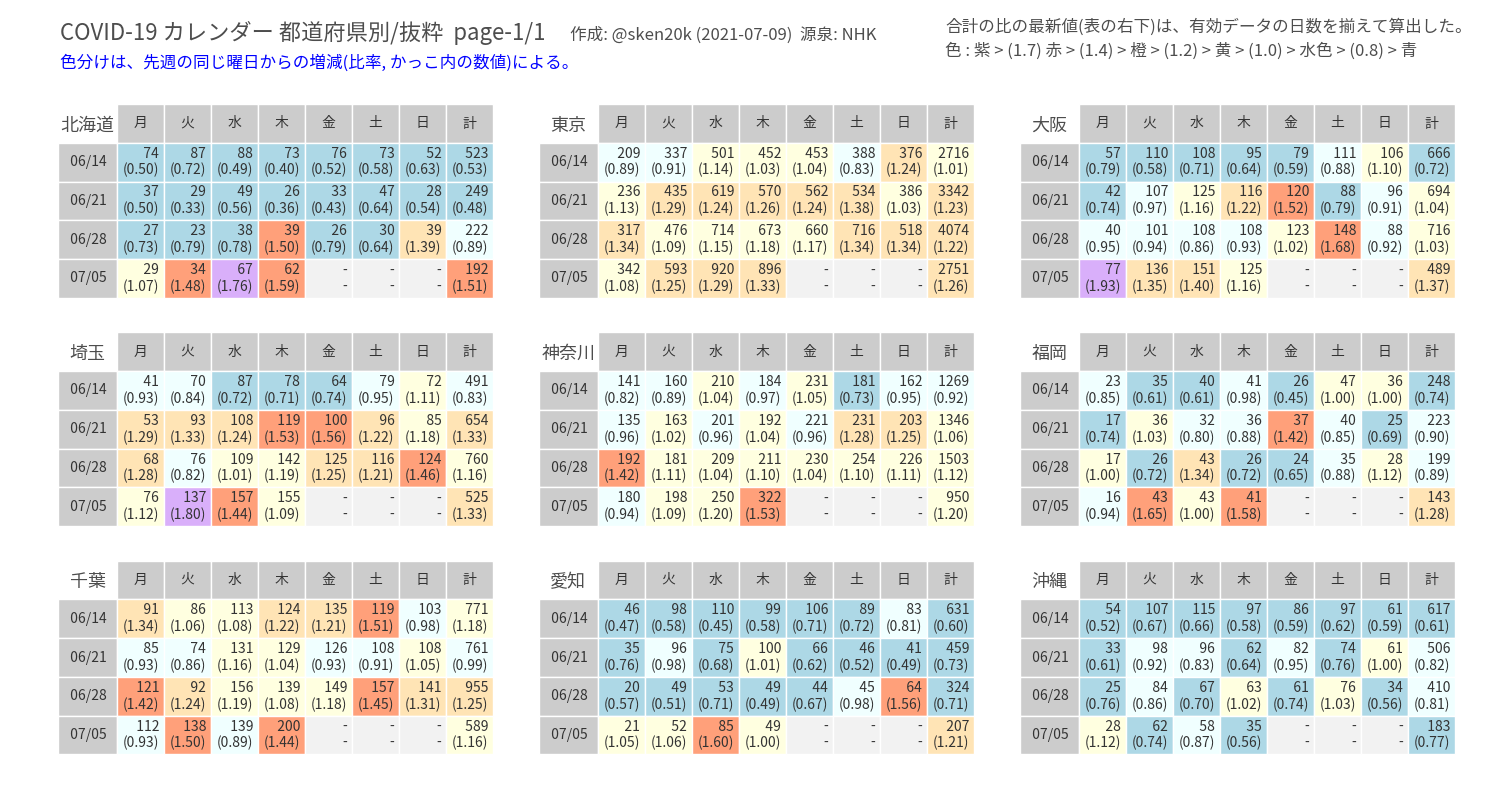 COVID-19 カレンダー 都道府県別/抜粋 page-1/1 作成: @sken20k (2021-07-09) 源泉: NHK
色分けは、先週の同じ曜日からの増減(比率, かっこ内の数値)による。
合計の比の最新値(表の右下)は、有効データの日数を揃えて算出した。
色 : 紫 > (1.7) 赤 > (1.4) > 橙 > (1.2) > 黄 > (1.0) > 水色 > (0.8) > 青
北海道 月 火 水 木 金 土 日 計
06/14 74 87 88 73 76 73 52 523
(0.50) (0.72) (0.49) (0.40) (0.52) (0.58) (0.63) (0.53)
06/21 37 29 49 26 33 47 28 249
(0.50) (0.33) (0.56) (0.36) (0.43) (0.64) (0.54) (0.48)
06/28 27 23 38 39 26 30 39 222
(0.73) (0.79) (0.78) (1.50) (0.79) (0.64) (1.39) (0.89)
07/05 29 34 67 62 - - - 192
(1.07) (1.48) (1.76) (1.59) - - - (1.51)
東京 月 火 水 木 金 土 日 計
06/14 209 337 501 452 453 388 376 2716
(0.89) (0.91) (1.14) (1.03) (1.04) (0.83) (1.24) (1.01)
06/21 236 435 619 570 562 534 386 3342
(1.13) (1.29) (1.24) (1.26) (1.24) (1.38) (1.03) (1.23)
06/28 317 476 714 673 660 716 518 4074
(1.34) (1.09) (1.15) (1.18) (1.17) (1.34) (1.34) (1.22)
07/05 342 593 920 896 - - - 2751
(1.08) (1.25) (1.29) (1.33) - - - (1.26)
大阪 月 火 水 木 金 土 日 計
06/14 57 110 108 95 79 111 106 666
(0.79) (0.58) (0.71) (0.64) (0.59) (0.88) (1.10) (0.72)
06/21 42 107 125 116 120 88 96 694
(0.74) (0.97) (1.16) (1.22) (1.52) (0.79) (0.91) (1.04)
06/28 40 101 108 108 123 148 88 716
(0.95) (0.94) (0.86) (0.93) (1.02) (1.68) (0.92) (1.03)
07/05 77 136 151 125 - - - 489
(1.93) (1.35) (1.40) (1.16) - - - (1.37)
埼玉 月 火 水 木 金 土 日 計
06/14 41 70 87 78 64 79 72 491
(0.93) (0.84) (0.72) (0.71) (0.74) (0.95) (1.11) (0.83)
06/21 53 93 108 119 100 96 85 654
(1.29) (1.33) (1.24) (1.53) (1.56) (1.22) (1.18) (1.33)
06/28 68 76 109 142 125 116 124 760
(1.28) (0.82) (1.01) (1.19) (1.25) (1.21) (1.46) (1.16)
07/05 76 137 157 155 - - - 525
(1.12) (1.80) (1.44) (1.09) - - - (1.33)
神奈川 月 火 水 木 金 土 日 計
06/14 141 160 210 184 231 181 162 1269
(0.82) (0.89) (1.04) (0.97) (1.05) (0.73) (0.95) (0.92)
06/21 135 163 201 192 221 231 203 1346
(0.96) (1.02) (0.96) (1.04) (0.96) (1.28) (1.25) (1.06)
06/28 192 181 209 211 230 254 226 1503
(1.42) (1.11) (1.04) (1.10) (1.04) (1.10) (1.11) (1.12)
07/05 180 198 250 322 - - - 950
(0.94) (1.09) (1.20) (1.53) - - - (1.20)
福岡 月 火 水 木 金 土 日 計
06/14 23 35 40 41 26 47 36 248
(0.85) (0.61) (0.61) (0.98) (0.45) (1.00) (1.00) (0.74)
06/21 17 36 32 36 37 40 25 223
(0.74) (1.03) (0.80) (0.88) (1.42) (0.85) (0.69) (0.90)
06/28 17 26 43 26 24 35 28 199
(1.00) (0.72) (1.34) (0.72) (0.65) (0.88) (1.12) (0.89)
07/05 16 43 43 41 - - - 143
(0.94) (1.65) (1.00) (1.58) - - - (1.28)
千葉 月 火 水 木 金 土 日 計
06/14 91 86 113 124 135 119 103 771
(1.34) (1.06) (1.08) (1.22) (1.21) (1.51) (0.98) (1.18)
06/21 85 74 131 129 126 108 108 761
(0.93) (0.86) (1.16) (1.04) (0.93) (0.91) (1.05) (0.99)
06/28 121 92 156 139 149 157 141 955
(1.42) (1.24) (1.19) (1.08) (1.18) (1.45) (1.31) (1.25)
07/05 112 138 139 200 - - - 589
(0.93) (1.50) (0.89) (1.44) - - - (1.16)
愛知 月 火 水 木 金 土 日 計
06/14 46 98 110 99 106 89 83 631
(0.47) (0.58) (0.45) (0.58) (0.71) (0.72) (0.81) (0.60)
06/21 35 96 75 100 66 46 41 459
(0.76) (0.98) (0.68) (1.01) (0.62) (0.52) (0.49) (0.73)
06/28 20 49 53 49 44 45 64 324
(0.57) (0.51) (0.71) (0.49) (0.67) (0.98) (1.56) (0.71)
07/05 21 52 85 49 - - - 207
(1.05) (1.06) (1.60) (1.00) - - - (1.21)
沖縄 月 火 水 木 金 土 日 計
06/14 54 107 115 97 86 97 61 617
(0.52) (0.67) (0.66) (0.58) (0.59) (0.62) (0.59) (0.61)
06/21 33 98 96 62 82 74 61 506
(0.61) (0.92) (0.83) (0.64) (0.95) (0.76) (1.00) (0.82)
06/28 25 84 67 63 61 76 34 410
(0.76) (0.86) (0.70) (1.02) (0.74) (1.03) (0.56) (0.81)
07/05 28 62 58 35 - - - 183
(1.12) (0.74) (0.87) (0.56) - - - (0.77)